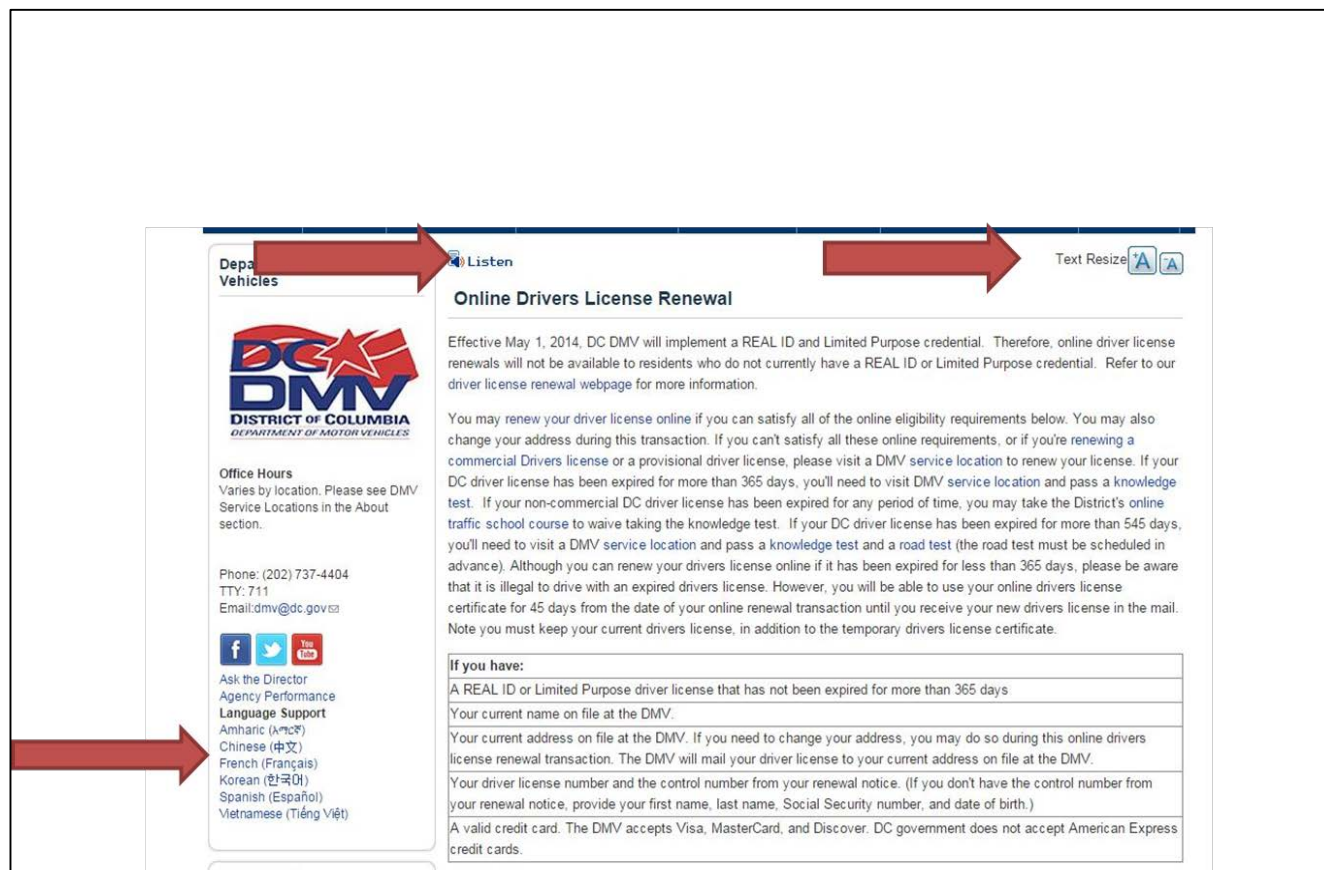 Depa
Vehicles
DC
DMV
DISTRICT OF COLUMBIA
DEPARTMENT OF MOTOR VEHICLES
Office Hours
Varies by location. Please see DMV
Service Locations in the About
section.
Phone: (202) 737-4404
TTY: 711
Email:dmv@dc.gov
f
You
Tube
Ask the Director
Agency Performance
Language Support
Amharic (አማርኛ)
Chinese (中文)
French (Français)
Korean (한국어)
Spanish (Español)
Vietnamese (Tiếng Việt)
Listen
Text Resize +A -A
Online Drivers License Renewal
Effective May 1, 2014, DC DMV will implement a REAL ID and Limited Purpose credential. Therefore, online driver license
renewals will not be available to residents who do not currently have a REAL ID or Limited Purpose credential. Refer to our
driver license renewal webpage for more information.
You may renew your driver license online if you can satisfy all of the online eligibility requirements below. You may also
change your address during this transaction. If you can't satisfy all these online requirements, or if you're renewing a
commercial Drivers license or a provisional driver license, please visit a DMV service location to renew your license. If your
DC driver license has been expired for more than 365 days, you'll need to visit DMV service location and pass a knowledge
test. If your non-commercial DC driver license has been expired for any period of time, you may take the District's online
traffic school course to waive taking the knowledge test. If your DC driver license has been expired for more than 545 days,
you'll need to visit a DMV service location and pass a knowledge test and a road test (the road test must be scheduled in
advance). Although you can renew your drivers license online if it has been expired for less than 365 days, please be aware
that it is illegal to drive with an expired drivers license. However, you will be able to use your online drivers license
certificate for 45 days from the date of your online renewal transaction until you receive your new drivers license in the mail.
Note you must keep your current drivers license, in addition to the temporary drivers license certificate.
If you have:
A REAL ID or Limited Purpose driver license that has not been expired for more than 365 days
Your current name on file at the DMV.
Your current address on file at the DMV. If you need to change your address, you may do so during this online drivers
license renewal transaction. The DMV will mail your driver license to your current address on file at the DMV.
Your driver license number and the control number from your renewal notice. (If you don't have the control number from
your renewal notice, provide your first name, last name, Social Security number, and date of birth.)
A valid credit card. The DMV accepts Visa, MasterCard, and Discover. DC government does not accept American Express
credit cards.